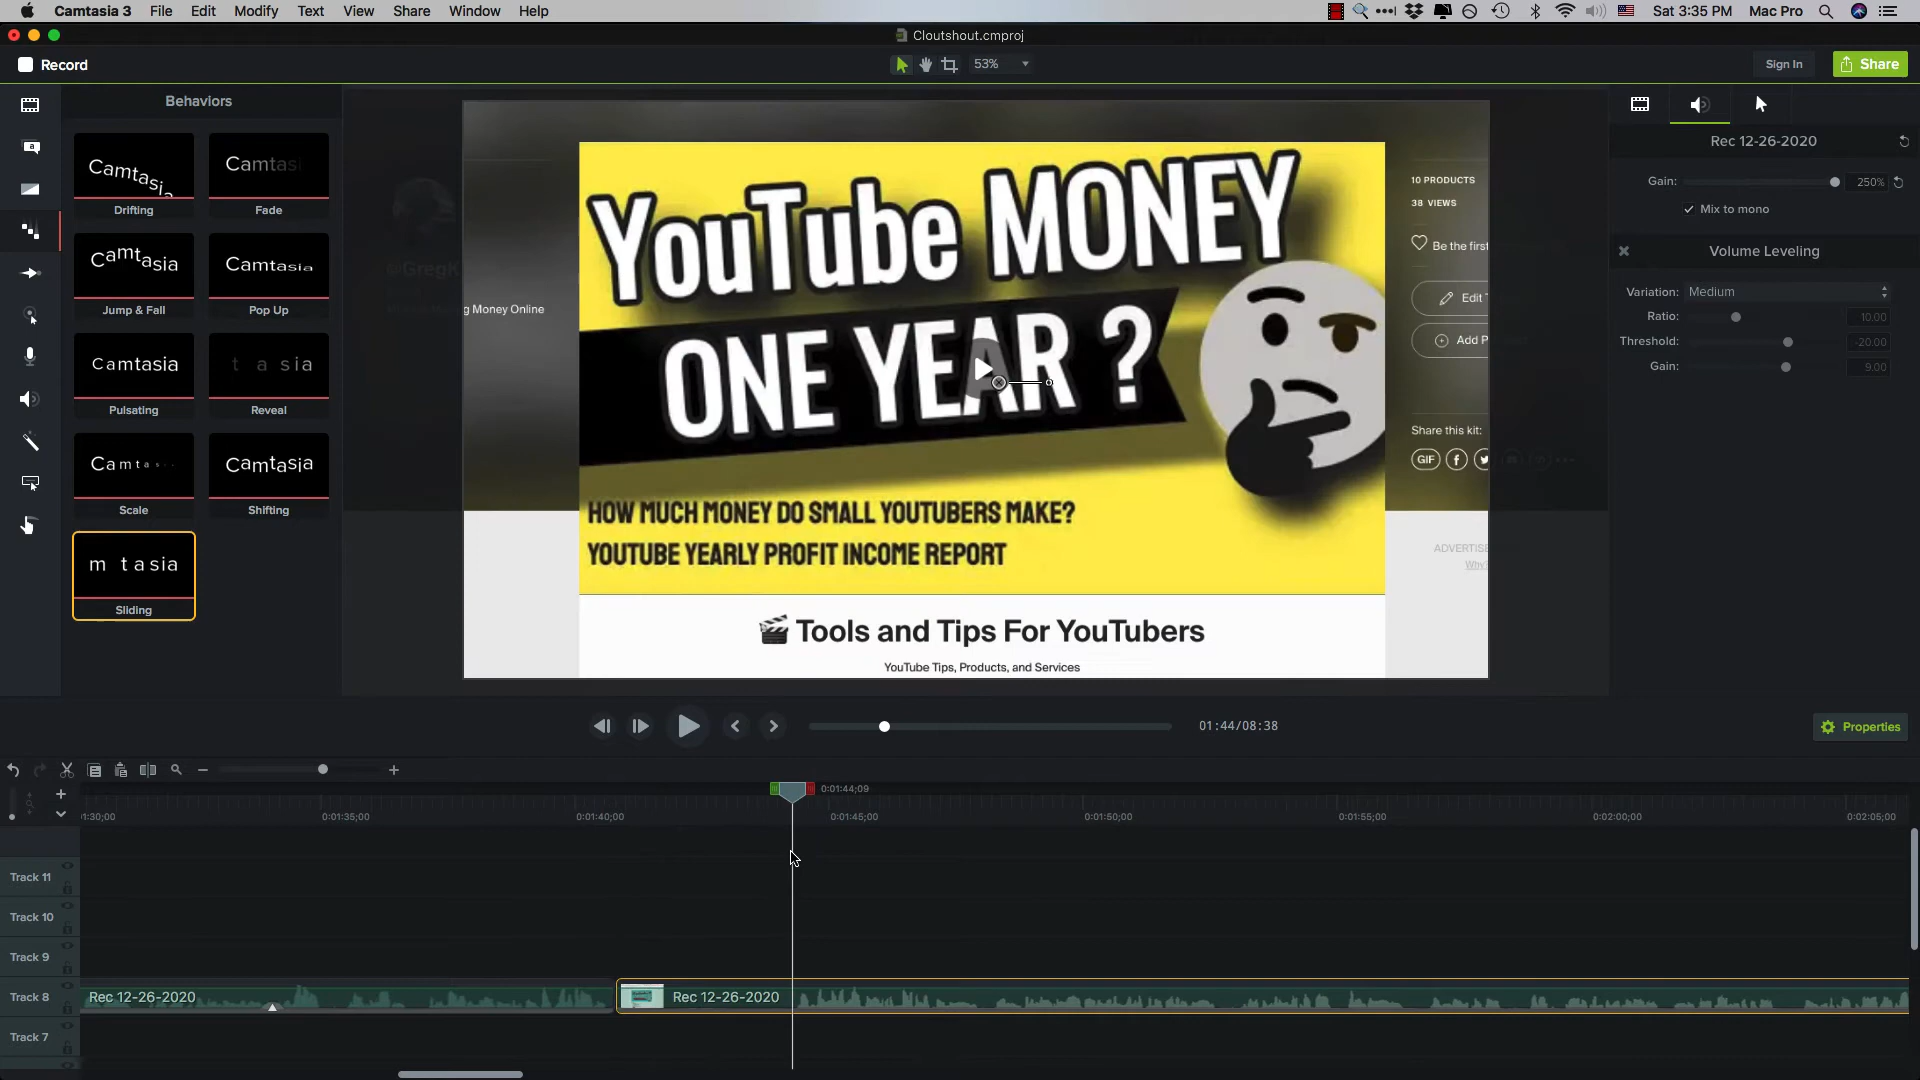 Camtasia 3 File Edit Modify Text View Share Window Help
Sat 3:35 PM Mac Pro
Cloutshout.cmproj
Record
53%
Sign In
Share
Behaviors
Drifting
Fade
Jump & Fall
Pop Up
Pulsating
Reveal
Scale
Shifting
Sliding
Camtasia
Camtas
Camtasia
Camtasia
Camtasia
t a s i a
Camtas
Camtasia
m t a s i a
g Money Online
YouTube MONEY
ONE YEAR ?
HOW MUCH MONEY DO SMALL YOUTUBERS MAKE?
YOUTUBE YEARLY PROFIT INCOME REPORT
Tools and Tips For YouTubers
YouTube Tips, Products, and Services
10 PRODUCTS
38 VIEWS
Be the first
Edit
Add P
Share this kit:
GIF
ADVERTISE
Why?
Rec 12-26-2020
Gain: 250%
Mix to mono
Volume Leveling
Variation: Medium
Ratio: 10.00
Threshold: -20.00
Gain: 9.00
01:44/08:38
Properties
0:01:44;09
1:30;00 0:01:35;00 0:01:40;00 0:01:45;00 0:01:50;00 0:01:55;00 0:02:00;00 0:02:05;00
Track 11
Track 10
Track 9
Track 8
Rec 12-26-2020
Rec 12-26-2020
Track 7